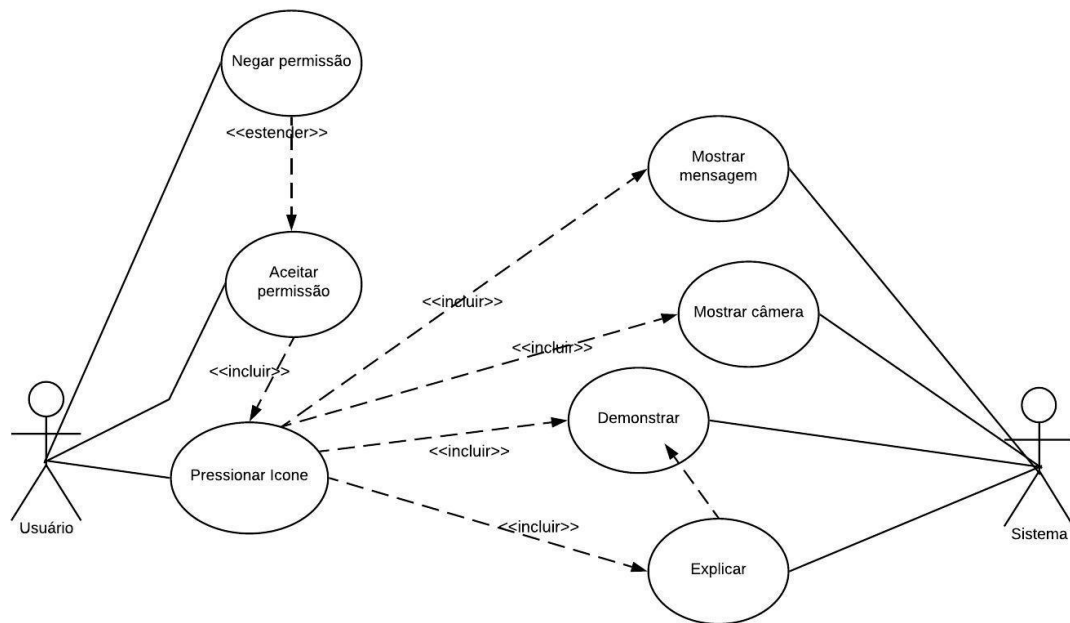 Negar permissão
<<estender>>
Mostrar
mensagem
Aceitar
permissão
<<incluir>>
Mostrar câmera
<<incluir>>
<<incluir>>
Demonstrar
<<incluir>>
Pressionar Icone
Usuário
<<incluir>>
Sistema
Explicar